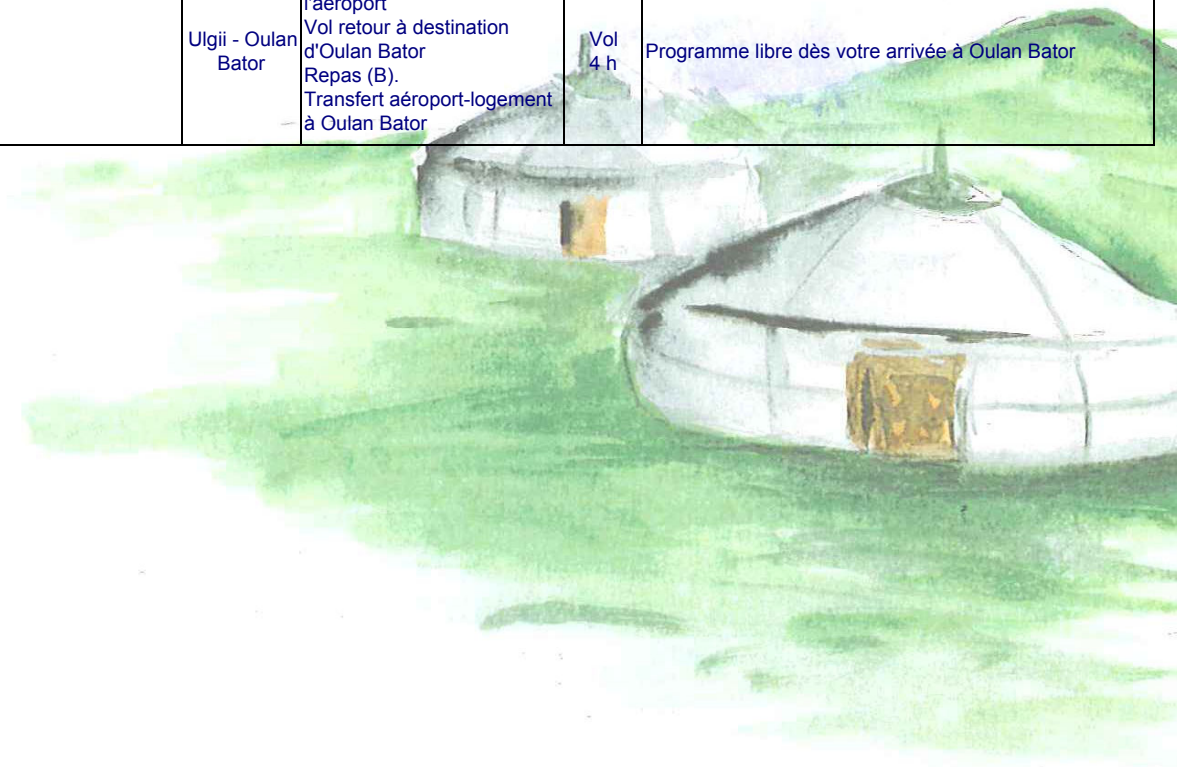 l'aéroport
Ulgii - Oulan
Bator
Vol retour à destination
d'Oulan Bator
Repas (B).
Transfert aéroport-logement
à Oulan Bator
Vol
4 h
Programme libre dès votre arrivée à Oulan Bator